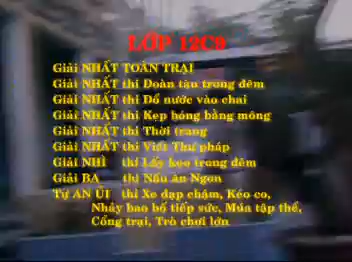 LỚP 12C9
Giải NHẤT TOÀN TRẠI
Giải NHẤT thi Đoàn tàu trong đêm
Giải NHẤT thi Đổ nước vào chai
Giải NHẤT thi Kẹp bóng bằng mông
Giải NHẤT thi Thời trang
Giải NHẤT thi Viết Thư pháp
Giải NHÌ thi Lấy kẹo trong đêm
Giải BA thi Nấu ăn Ngon
Tự AN ỦI thi Xe đạp chậm, Kéo co,
Nhảy bao bố tiếp sức, Múa tập thể,
Cổng trại, Trò chơi lớn